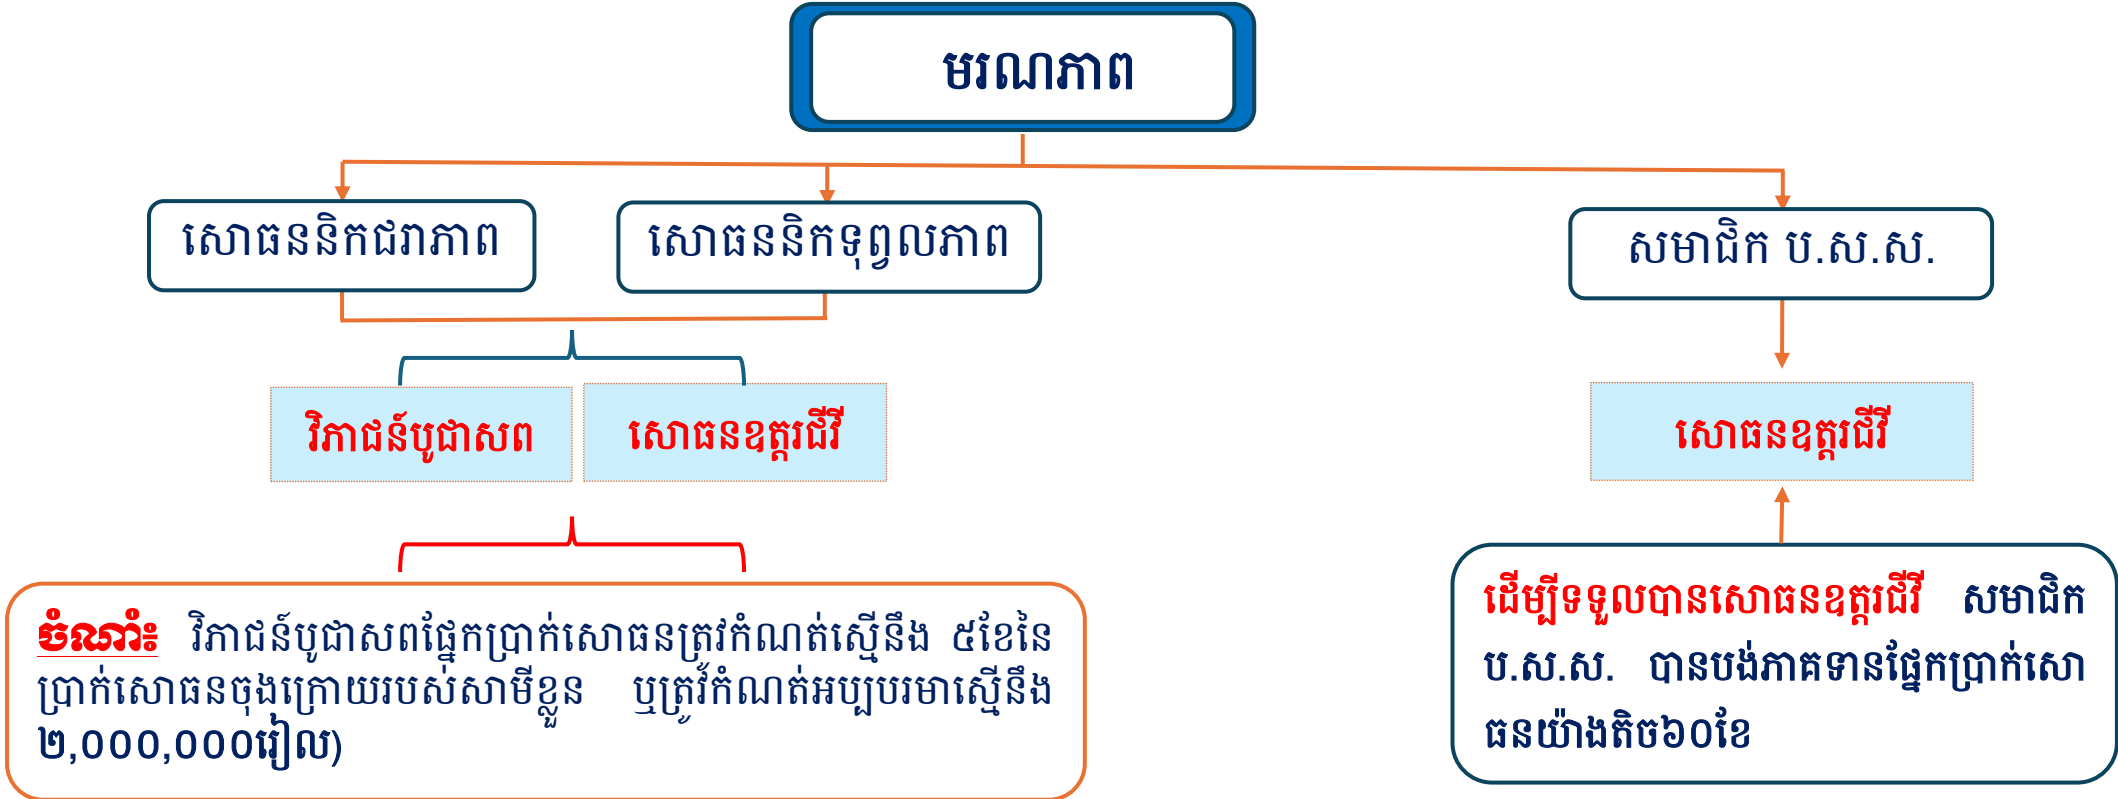 មរណភាព
សោធននិកជរាភាព
សោធននិកទុព្វលភាព
សមាជិក ប.ស.ស.
វិភាជន៍បូជាសព
សោធនឧត្តរជីវី
សោធនឧត្តរជីវី
ចំណាំ៖ វិភាជន៍បូជាសពផ្នែកប្រាក់សោធនត្រូវកំណត់ស្មើនឹង ៥ខែនៃ
ប្រាក់សោធនចុងក្រោយរបស់សាមីខ្លួន ឬត្រូវកំណត់អប្បបរមាស្មើនឹង
២,០០០,០០០រៀល)
ដើម្បីទទួលបានសោធនឧត្តរជីវី សមាជិក
ប.ស.ស. បានបង់ភាគទានផ្នែកប្រាក់សោ
ធនយ៉ាងតិច៦០ខែ